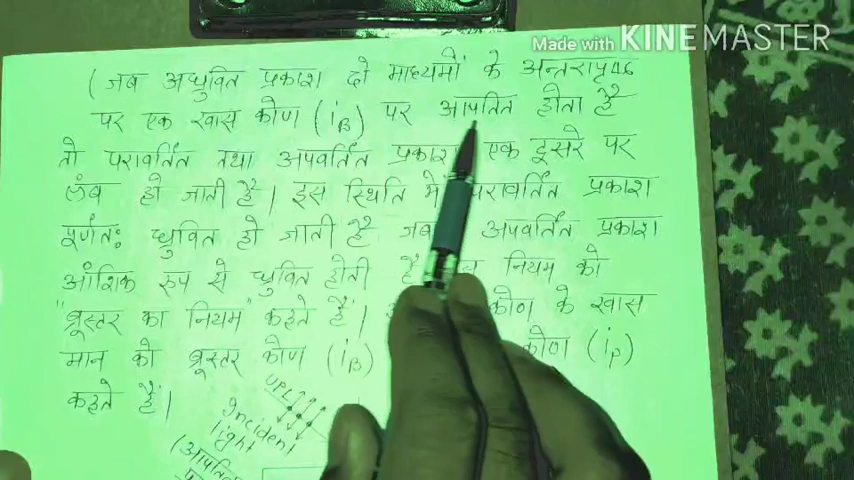 Made with KINEMASTER
( जब अध्रुवित प्रकाश दो माध्यमों के अन्तरापृष्ठ
पर एक खास कोण (iB) पर आपतित होता है
तो परावर्तित तथा अपवर्तित प्रकाश एक दूसरे पर
लंब हो जाती है। इस स्थिति में परावर्तित प्रकाश
पूर्णतः ध्रुवित हो जाती है जब अपवर्तित प्रकाश
आंशिक रूप से ध्रुवित होती है नियम को
"ब्रूस्टर का नियम" कहते हैं। कोण के खास
मान को ब्रूस्टर कोण (iB) कोण (iP)
कहते हैं।
UPL
Incident
light
(आपतित